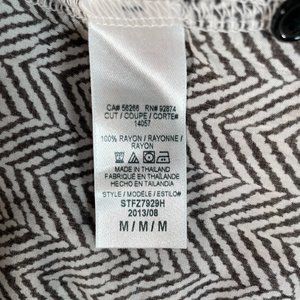 CA# 56266 RN# 92874
CUT / COUPE / CORTE#
14057
100% RAYON / RAYONNE /
RAYON
MADE IN THAILAND
FABRIQUÉ EN THAÏLANDE
HECHO EN TAILANDIA
STYLE / MODÈLE / ESTILO#
STFZ7929H
2013/08
M / M / M